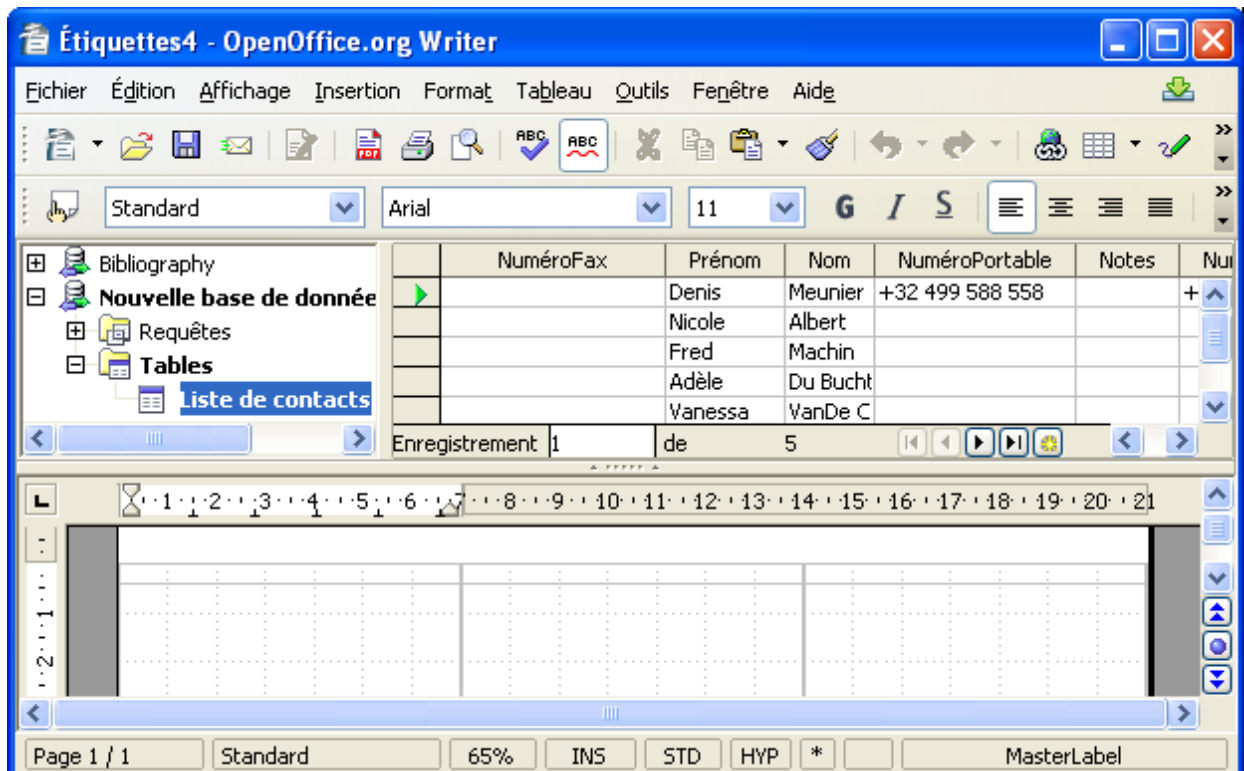 Étiquettes4 - OpenOffice.org Writer
Fichier Édition Affichage Insertion Format Tableau Outils Fenêtre Aide
PDF ABC ABC »
Standard Arial 11 G I S »
Bibliography NuméroFax Prénom Nom NuméroPortable Notes Nu
Nouvelle base de donnée Denis Meunier +32 499 588 558 +
Requêtes Nicole Albert
Tables Fred Machin
Liste de contacts Adèle Du Bucht
Vanessa VanDe C
Enregistrement 1 de 5
1 2 3 4 5 6 7 8 9 10 11 12 13 14 15 16 17 18 19 20 21
1
2
Page 1 / 1 Standard 65% INS STD HYP * MasterLabel